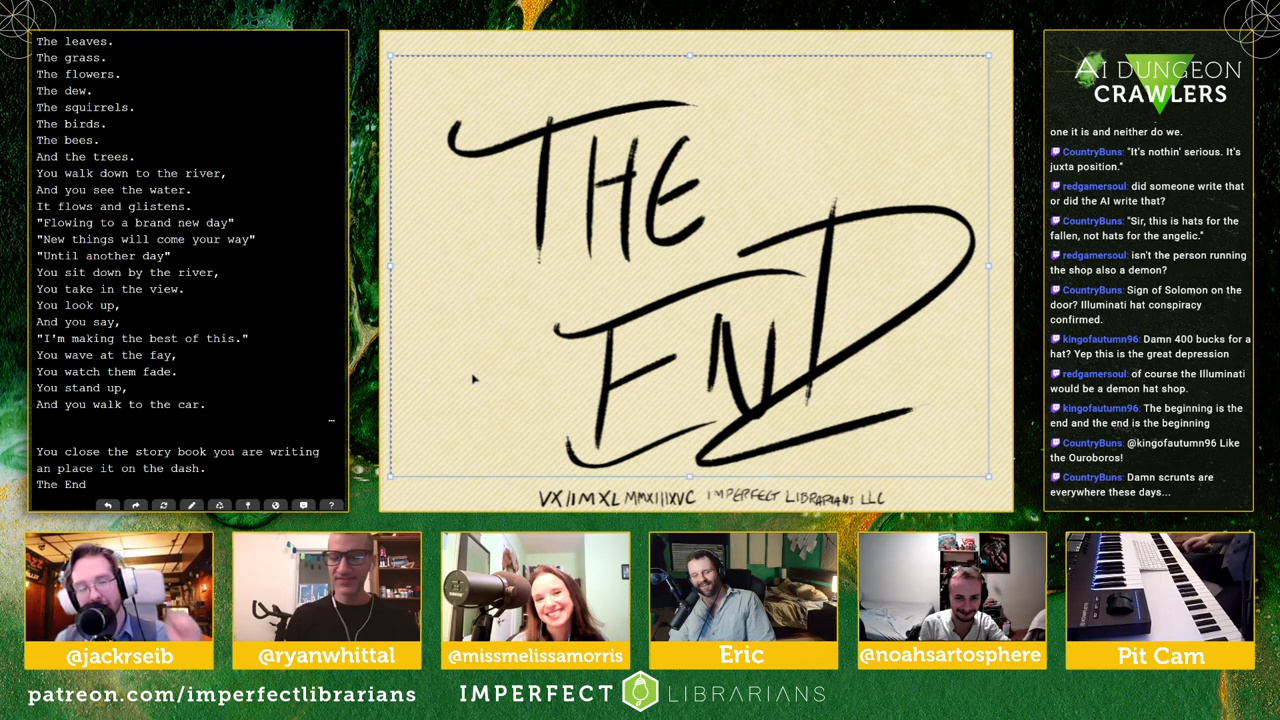 The leaves.
The grass.
The flowers.
The dew.
The squirrels.
The birds.
The bees.
And the trees.
You walk down to the river,
And you see the water.
It flows and glistens.
"Flowing to a brand new day"
"New things will come your way"
"Until another day"
You sit down by the river,
You take in the view.
You look up,
And you say,
"I'm making the best of this."
You wave at the fay,
You watch them fade.
You stand up,
And you walk to the car.
…
You close the story book you are writing
an place it on the dash.
The End
?
THE
END
VX/IMXL MMXIIIXVC IMPERFECT LIBRARIANS LLC
AI DUNGEON
CRAWLERS
one it is and neither do we.
CountryBuns: "It's nothin' serious. It's
juxta position."
redgamersoul: did someone write that
or did the AI write that?
CountryBuns: "Sir, this is hats for the
fallen, not hats for the angelic."
redgamersoul: isn't the person running
the shop also a demon?
CountryBuns: Sign of Solomon on the
door? Illuminati hat conspiracy
confirmed.
kingofautumn96: Damn 400 bucks for a
hat? Yep this is the great depression
redgamersoul: of course the Illuminati
would be a demon hat shop.
kingofautumn96: The beginning is the
end and the end is the beginning
CountryBuns: @kingofautumn96 Like
the Ouroboros!
CountryBuns: Damn scrunts are
everywhere these days...
@jackrseib
@ryanwhittal
@missmelissamorris
Eric
@noahsartosphere
Pit Cam
patreon.com/imperfectlibrarians
IMPERFECT LIBRARIANS